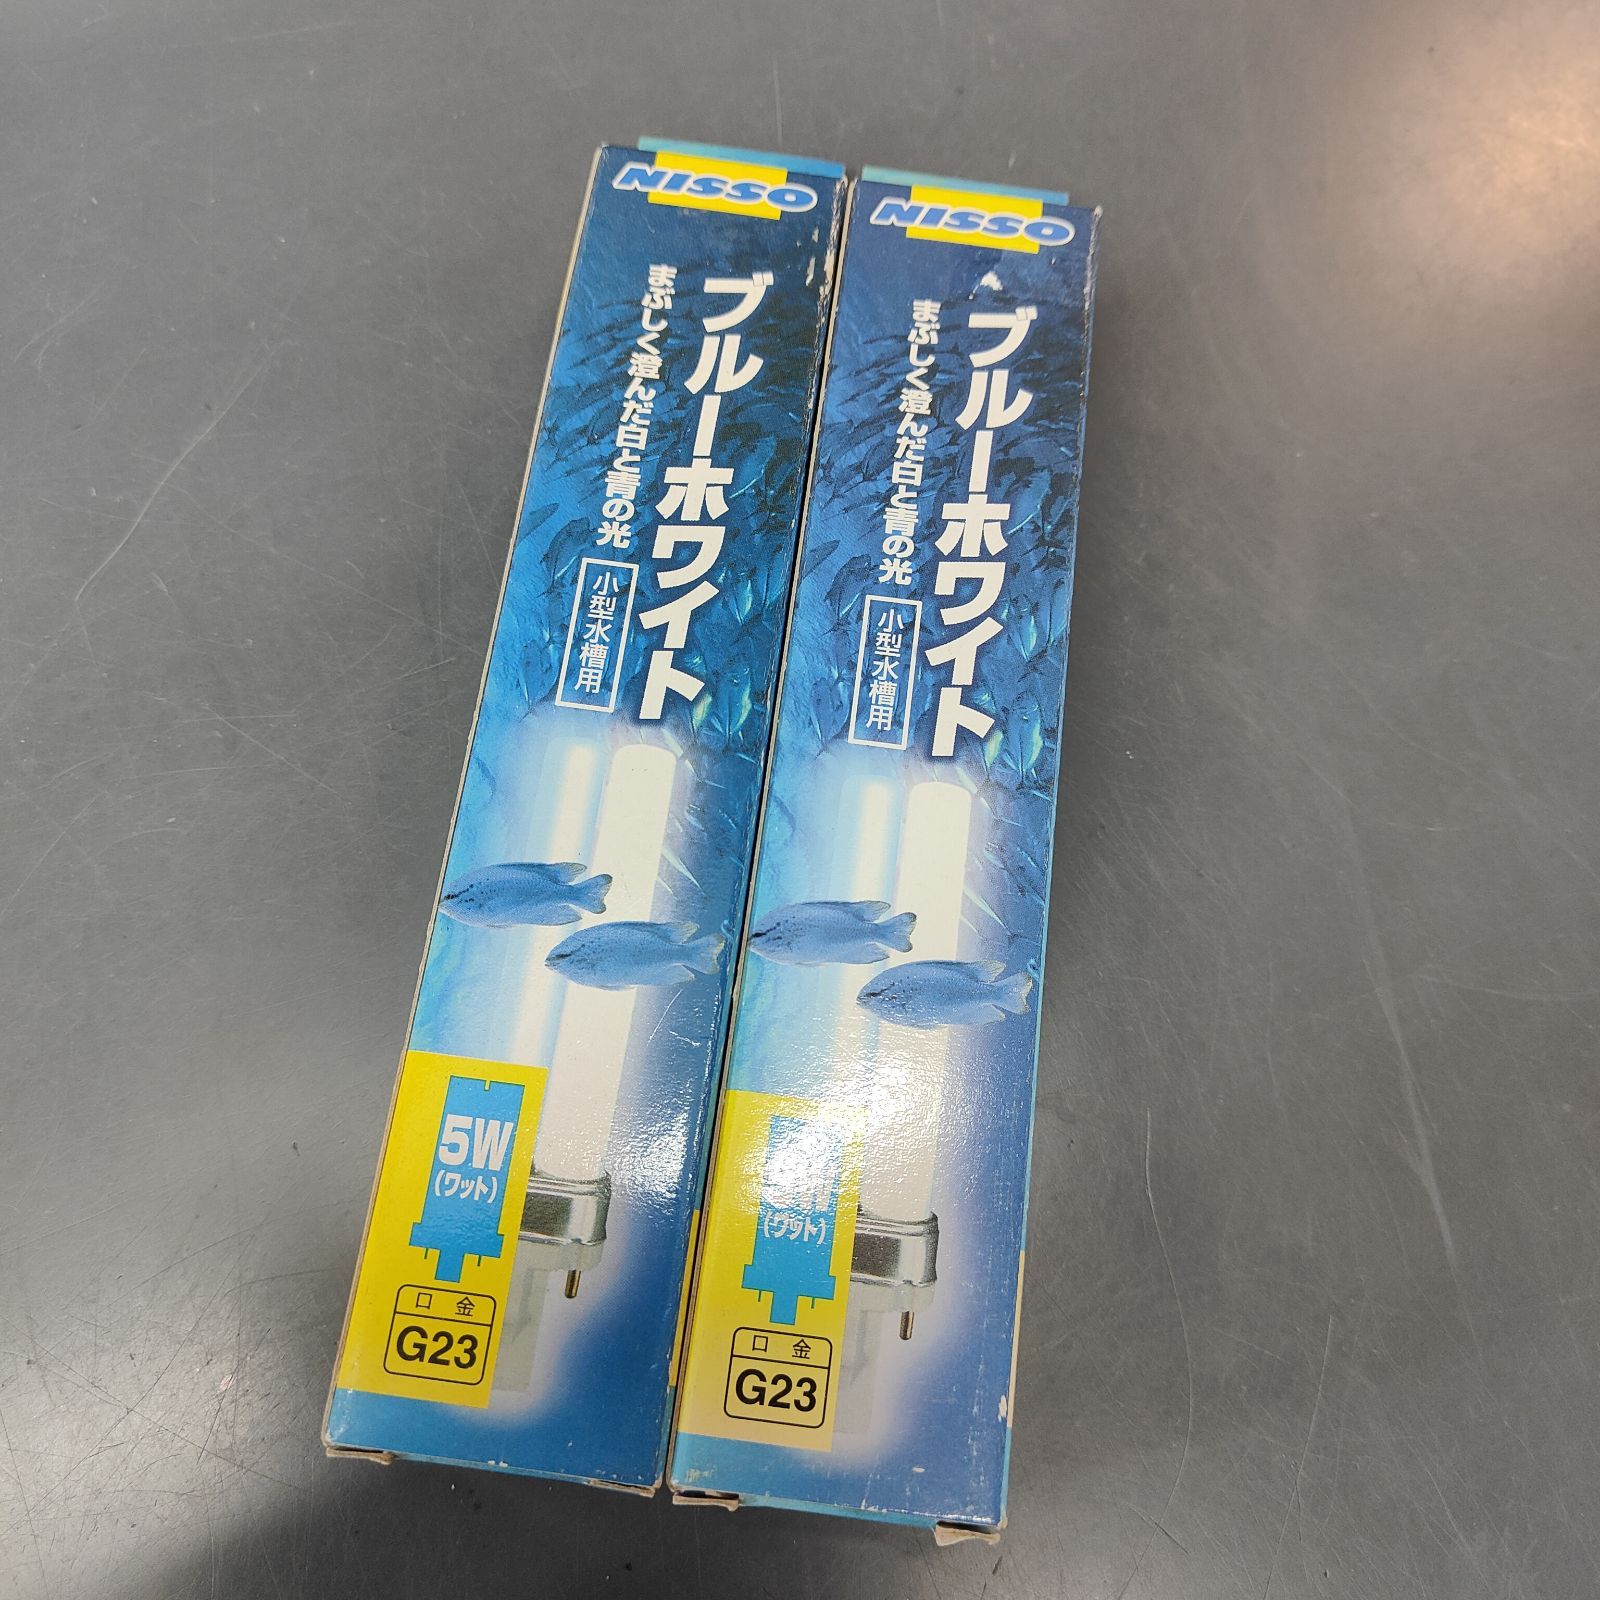 NISSO
ブルーホワイト
まぶしく澄んだ白と青の光
小型水槽用
5W
(ワット)
口金
G23
NISSO
ブルーホワイト
まぶしく澄んだ白と青の光
小型水槽用
(ワット)
口金
G23